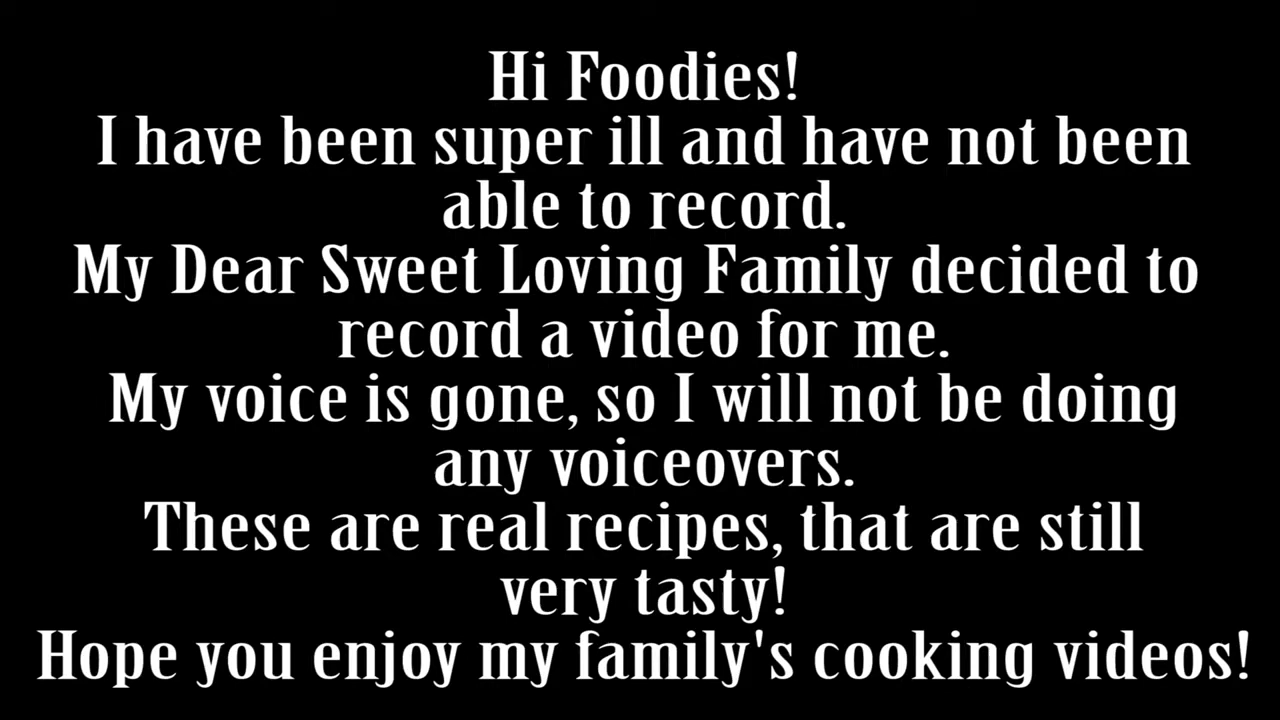 Hi Foodies!
I have been super ill and have not been
able to record.
My Dear Sweet Loving Family decided to
record a video for me.
My voice is gone, so I will not be doing
any voiceovers.
These are real recipes, that are still
very tasty!
Hope you enjoy my family's cooking videos!